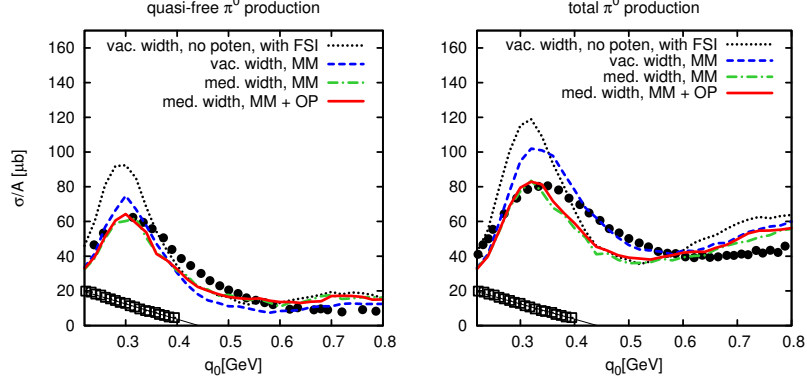 quasi-free π⁰ production
160
140
120
100
80
60
40
20
0
σ/A [μb]
vac. width, no poten, with FSI
vac. width, MM
med. width, MM
med. width, MM + OP
0.3
0.4
0.5
0.6
0.7
0.8
q₀[GeV]
total π⁰ production
160
140
120
100
80
60
40
20
0
vac. width, no poten, with FSI
vac. width, MM
med. width, MM
med. width, MM + OP
0.3
0.4
0.5
0.6
0.7
0.8
q₀[GeV]